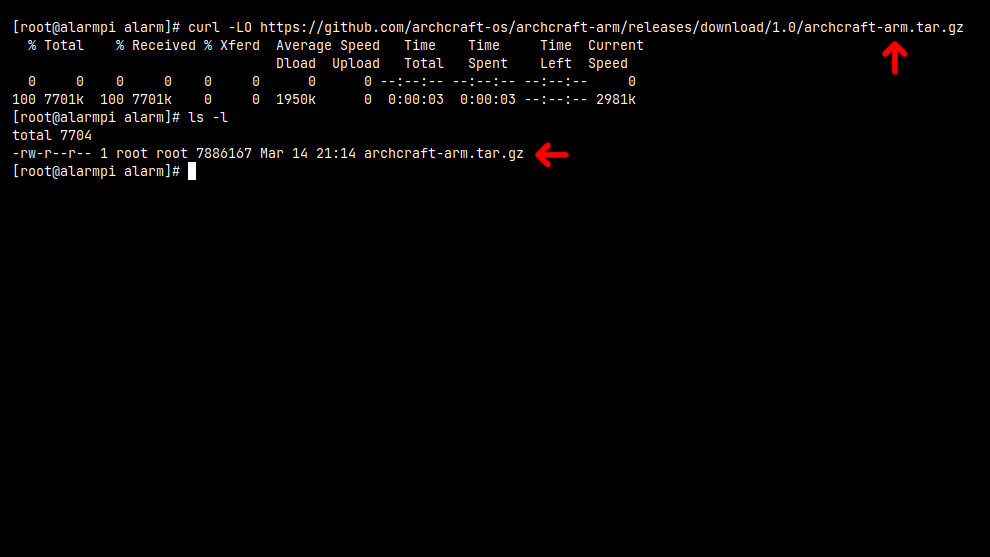 [root@alarmpi alarm]# curl -LO https://github.com/archcraft-os/archcraft-arm/releases/download/1.0/archcraft-arm.tar.gz
  % Total    % Received % Xferd  Average Speed   Time    Time     Time  Current
                                 Dload  Upload   Total   Spent    Left  Speed
  0     0    0     0    0     0      0      0 --:--:-- --:--:-- --:--:--     0
100 7701k  100 7701k    0     0  1950k      0  0:00:03  0:00:03 --:--:-- 2981k
[root@alarmpi alarm]# ls -l
total 7704
-rw-r--r-- 1 root root 7886167 Mar 14 21:14 archcraft-arm.tar.gz
[root@alarmpi alarm]#